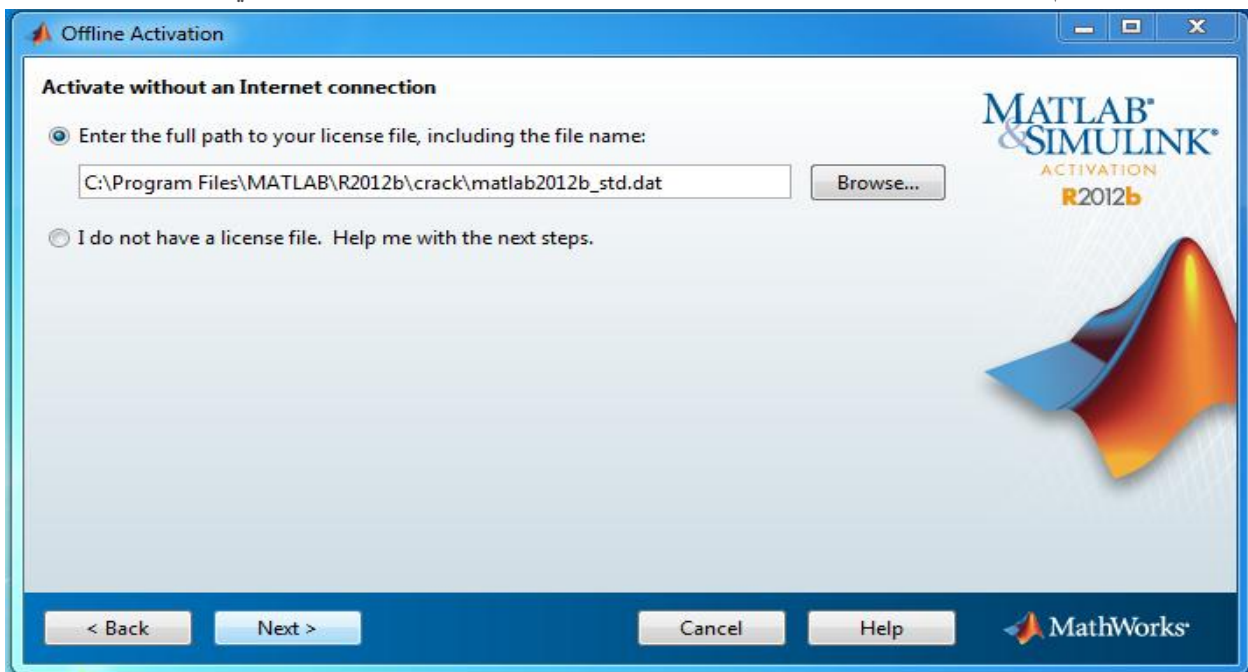 Offline Activation
Activate without an Internet connection
Enter the full path to your license file, including the file name:
C:\Program Files\MATLAB\R2012b\crack\matlab2012b_std.dat
Browse...
I do not have a license file. Help me with the next steps.
MATLAB®
&SIMULINK®
ACTIVATION
R2012b
< Back
Next >
Cancel
Help
MathWorks®